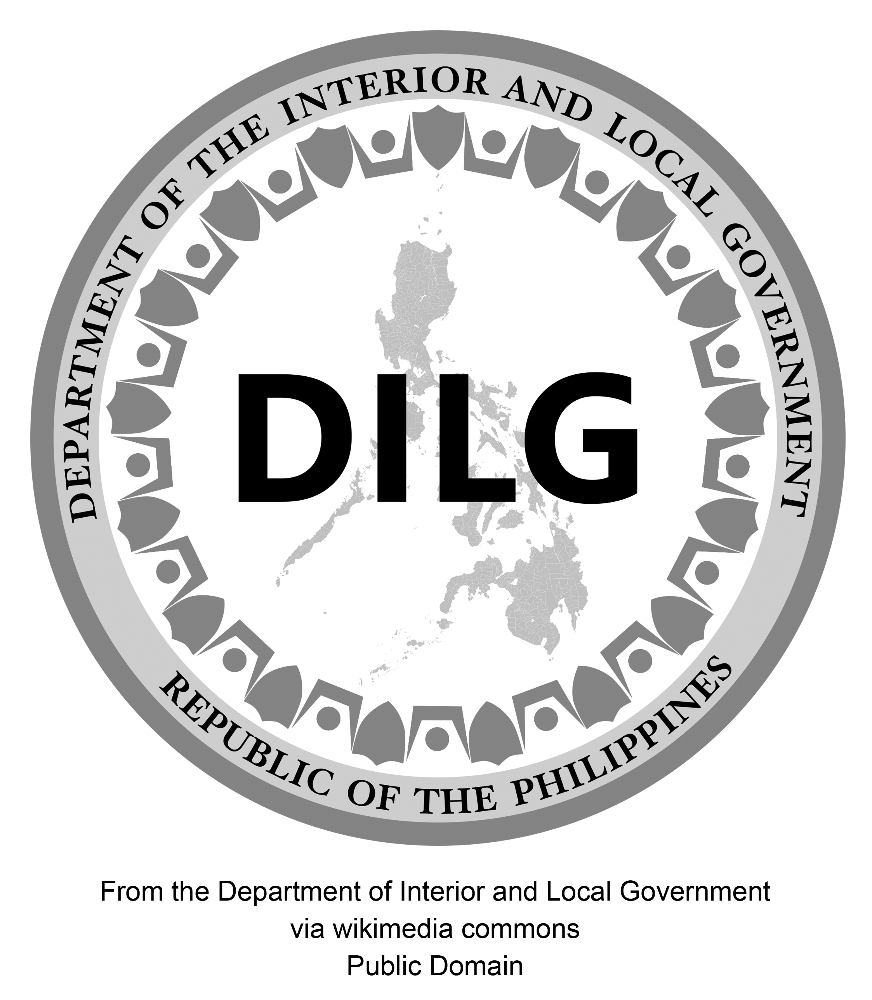 DEPARTMENT OF THE INTERIOR AND LOCAL GOVERNMENT
DILG
REPUBLIC OF THE PHILIPPINES
From the Department of Interior and Local Government
via wikimedia commons
Public Domain